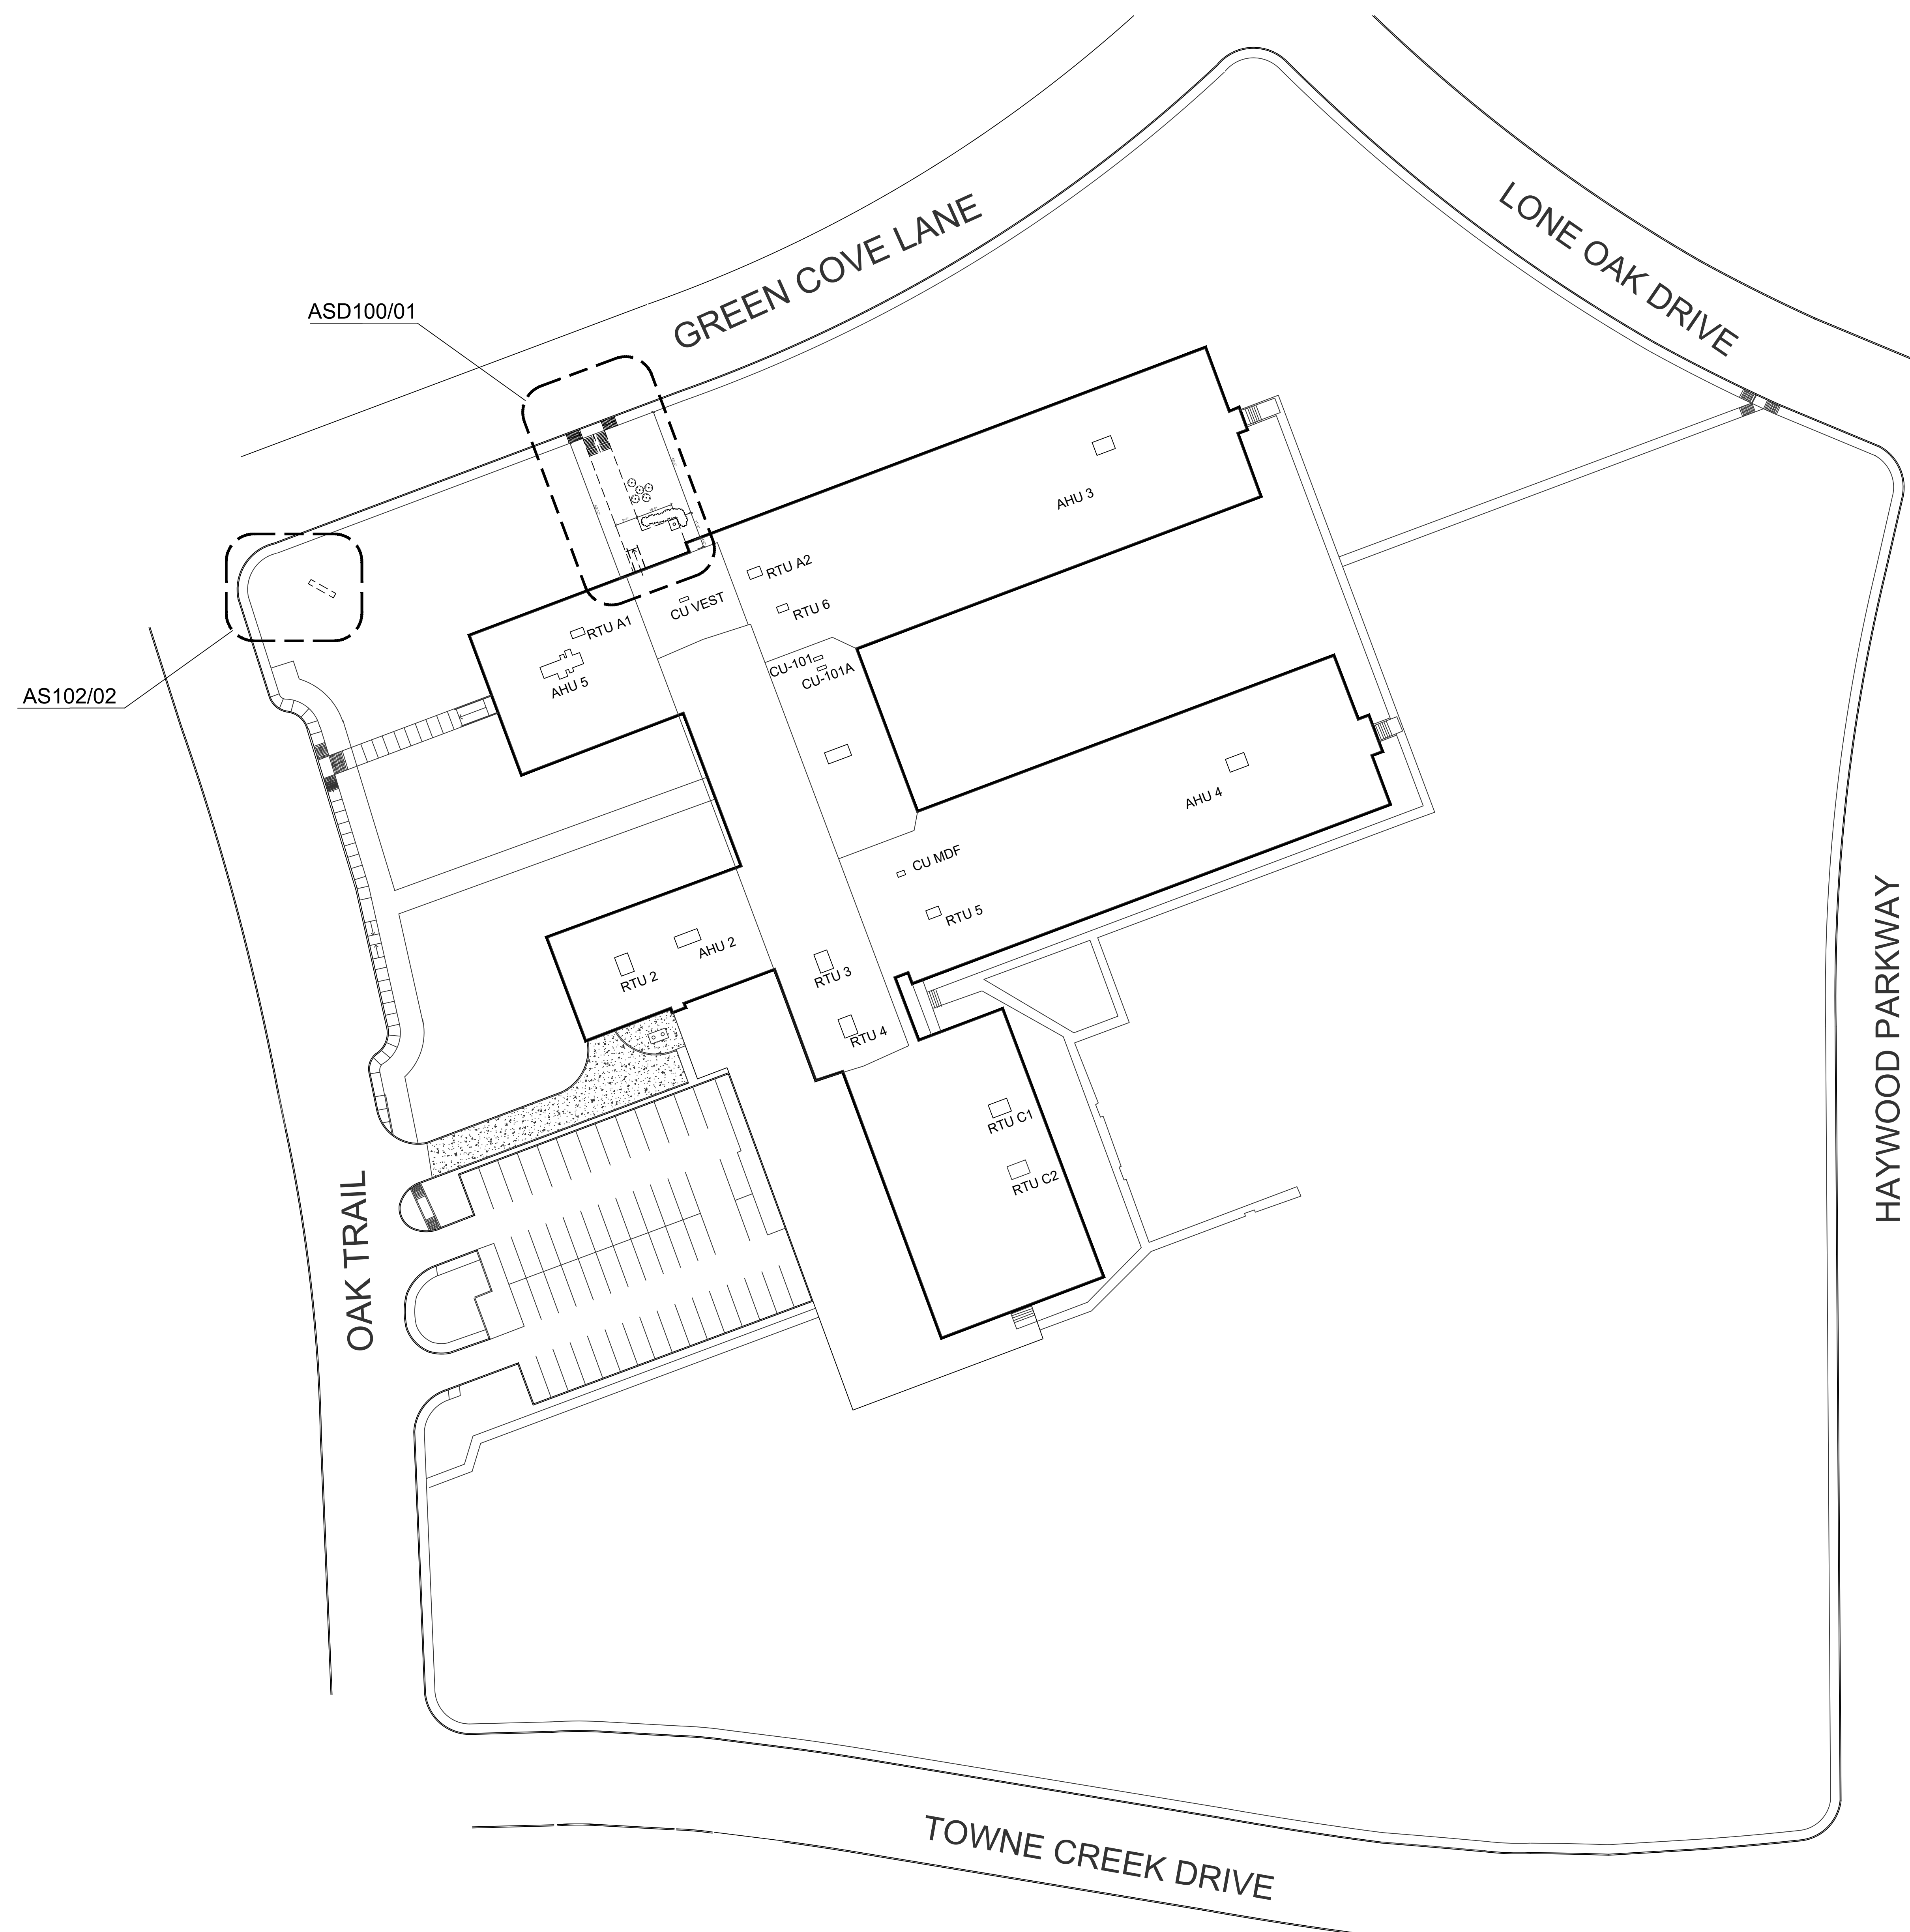 LONE OAK DRIVE
GREEN COVE LANE
ASD100/01
AHU 3
RTU A2
CU VEST
RTU 6
RTU A1
CU-101
CU-101A
AHU 5
AS102/02
AHU 4
CU MDF
RTU 5
AHU 2
RTU 2
RTU 3
RTU 4
HAYWOOD PARKWAY
RTU C1
RTU C2
OAK TRAIL
TOWNE CREEK DRIVE